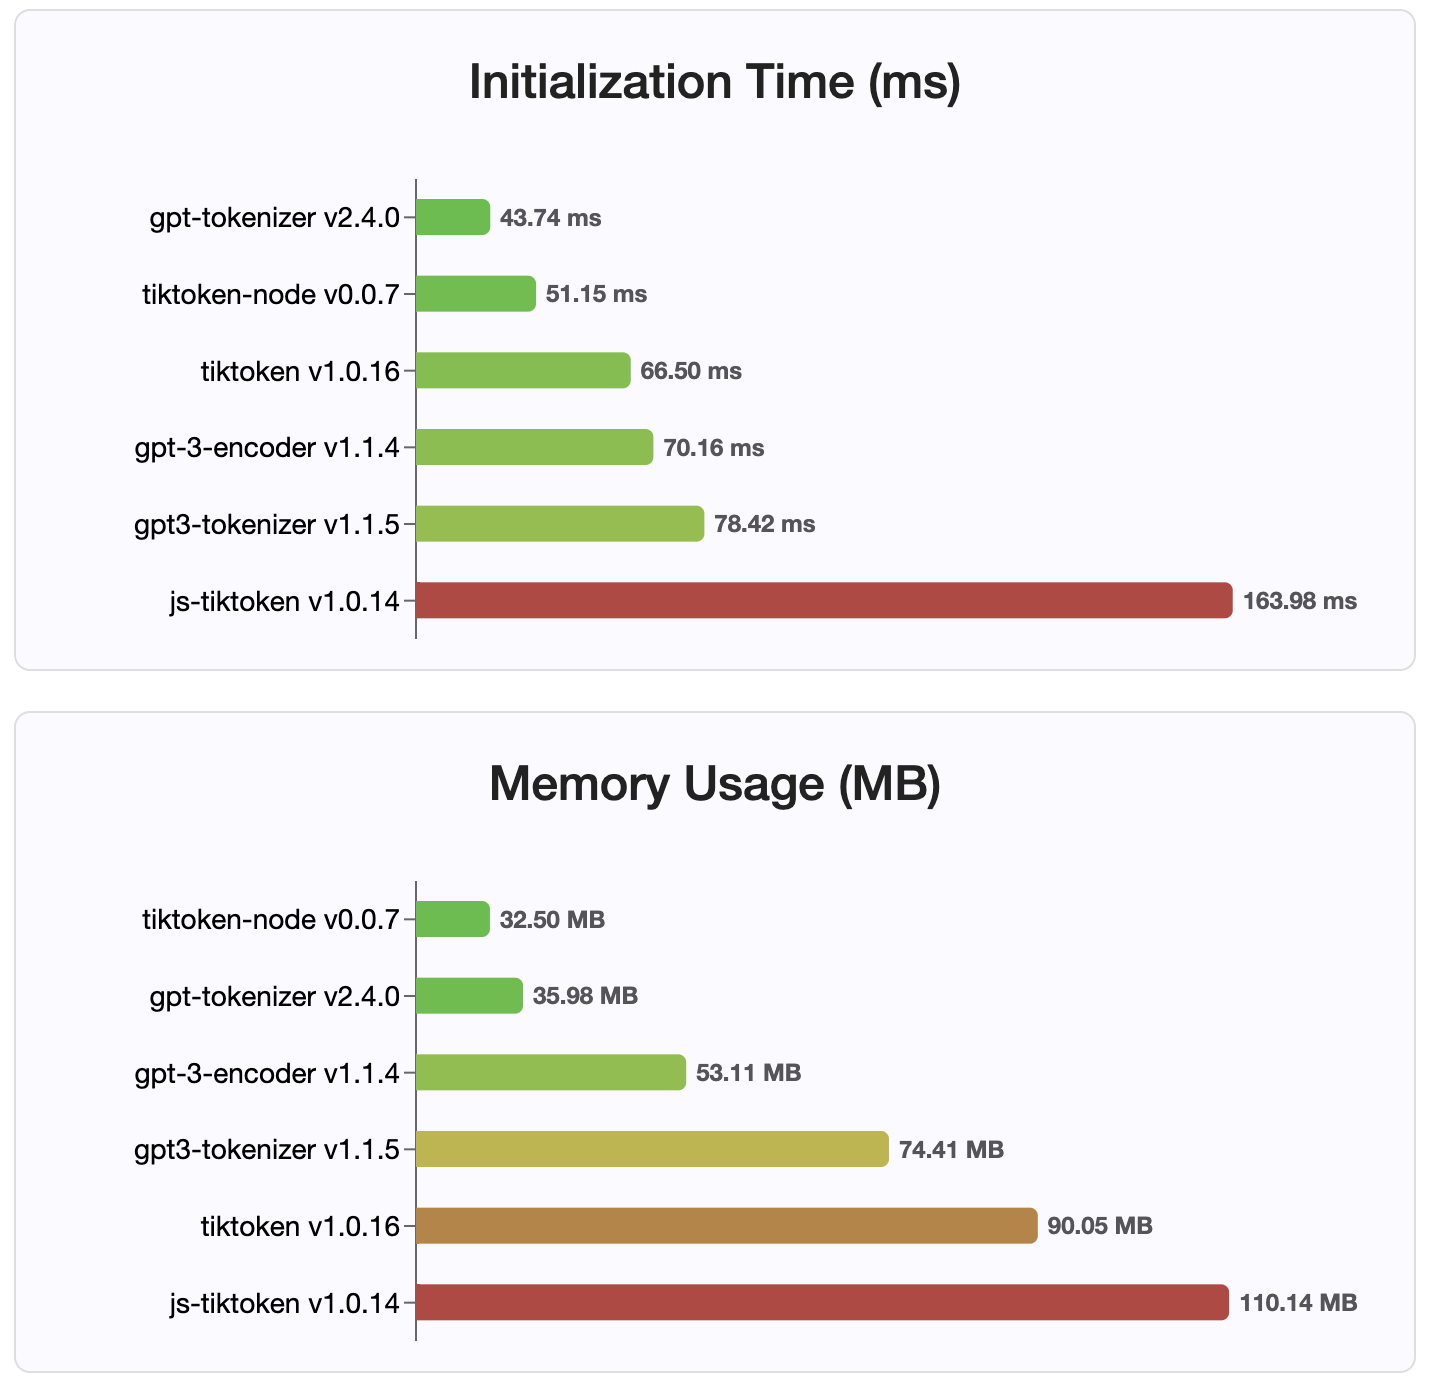 Initialization Time (ms)
gpt-tokenizer v2.4.0 43.74 ms
tiktoken-node v0.0.7 51.15 ms
tiktoken v1.0.16 66.50 ms
gpt-3-encoder v1.1.4 70.16 ms
gpt3-tokenizer v1.1.5 78.42 ms
js-tiktoken v1.0.14 163.98 ms
Memory Usage (MB)
tiktoken-node v0.0.7 32.50 MB
gpt-tokenizer v2.4.0 35.98 MB
gpt-3-encoder v1.1.4 53.11 MB
gpt3-tokenizer v1.1.5 74.41 MB
tiktoken v1.0.16 90.05 MB
js-tiktoken v1.0.14 110.14 MB